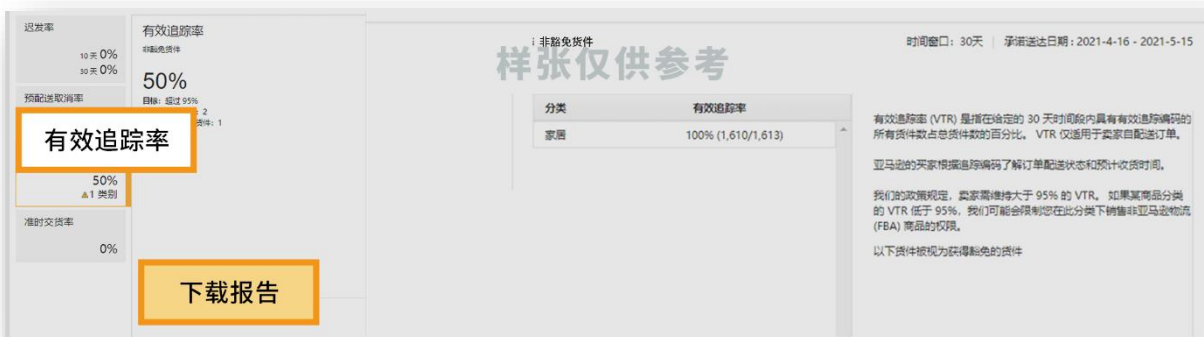 迟发率
10 天 0%
30 天 0%
预配送取消率
有效追踪率
50%
1 类别
准时交货率
0%
有效追踪率
非豁免货件
50%
目标：超过 95%
：2
货件：1
下载报告
非豁免货件
样张仅供参考
时间窗口：30天 | 承诺送达日期：2021-4-16 - 2021-5-15
分类 有效追踪率
家居 100% (1,610/1,613)
有效追踪率 (VTR) 是指在给定的 30 天时间段内具有有效追踪编码的
所有货件数占总货件数的百分比。 VTR 仅适用于卖家自配送订单。
亚马逊的买家根据追踪编码了解订单配送状态和预计收货时间。
我们的政策规定，卖家需维持大于 95% 的 VTR。 如果某商品分类
的 VTR 低于 95%，我们可能会限制您在此分类下销售非亚马逊物流
(FBA) 商品的权限。
以下货件被视为获得豁免的货件